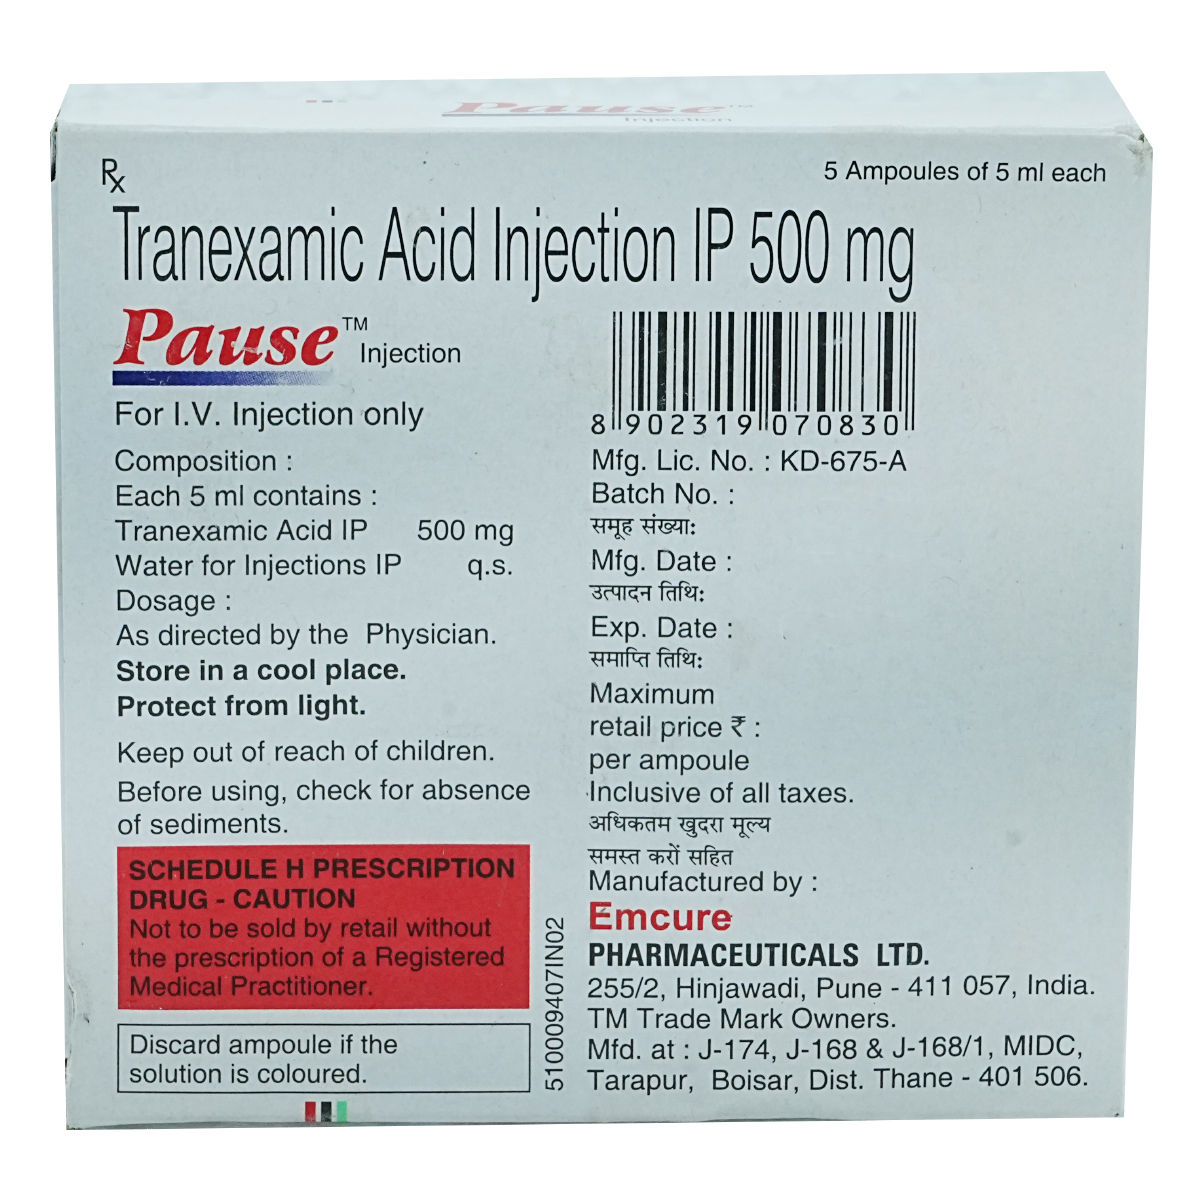 Pause™
Injection
Rx
5 Ampoules of 5 ml each
Tranexamic Acid Injection IP 500 mg
Pause™ Injection
For I.V. Injection only
Composition :
Each 5 ml contains :
Tranexamic Acid IP 500 mg
Water for Injections IP q.s.
Dosage :
As directed by the Physician.
Store in a cool place.
Protect from light.
Keep out of reach of children.
Before using, check for absence
of sediments.
SCHEDULE H PRESCRIPTION
DRUG - CAUTION
Not to be sold by retail without
the prescription of a Registered
Medical Practitioner.
Discard ampoule if the
solution is coloured.
510009407IN02
8 902319 070830
Mfg. Lic. No. : KD-675-A
Batch No. :
समूह संख्याः
Mfg. Date :
उत्पादन तिथिः
Exp. Date :
समाप्ति तिथिः
Maximum
retail price ₹ :
per ampoule
Inclusive of all taxes.
अधिकतम खुदरा मूल्य
समस्त करों सहित
Manufactured by :
Emcure
PHARMACEUTICALS LTD.
255/2, Hinjawadi, Pune - 411 057, India.
TM Trade Mark Owners.
Mfd. at : J-174, J-168 & J-168/1, MIDC,
Tarapur, Boisar, Dist. Thane - 401 506.